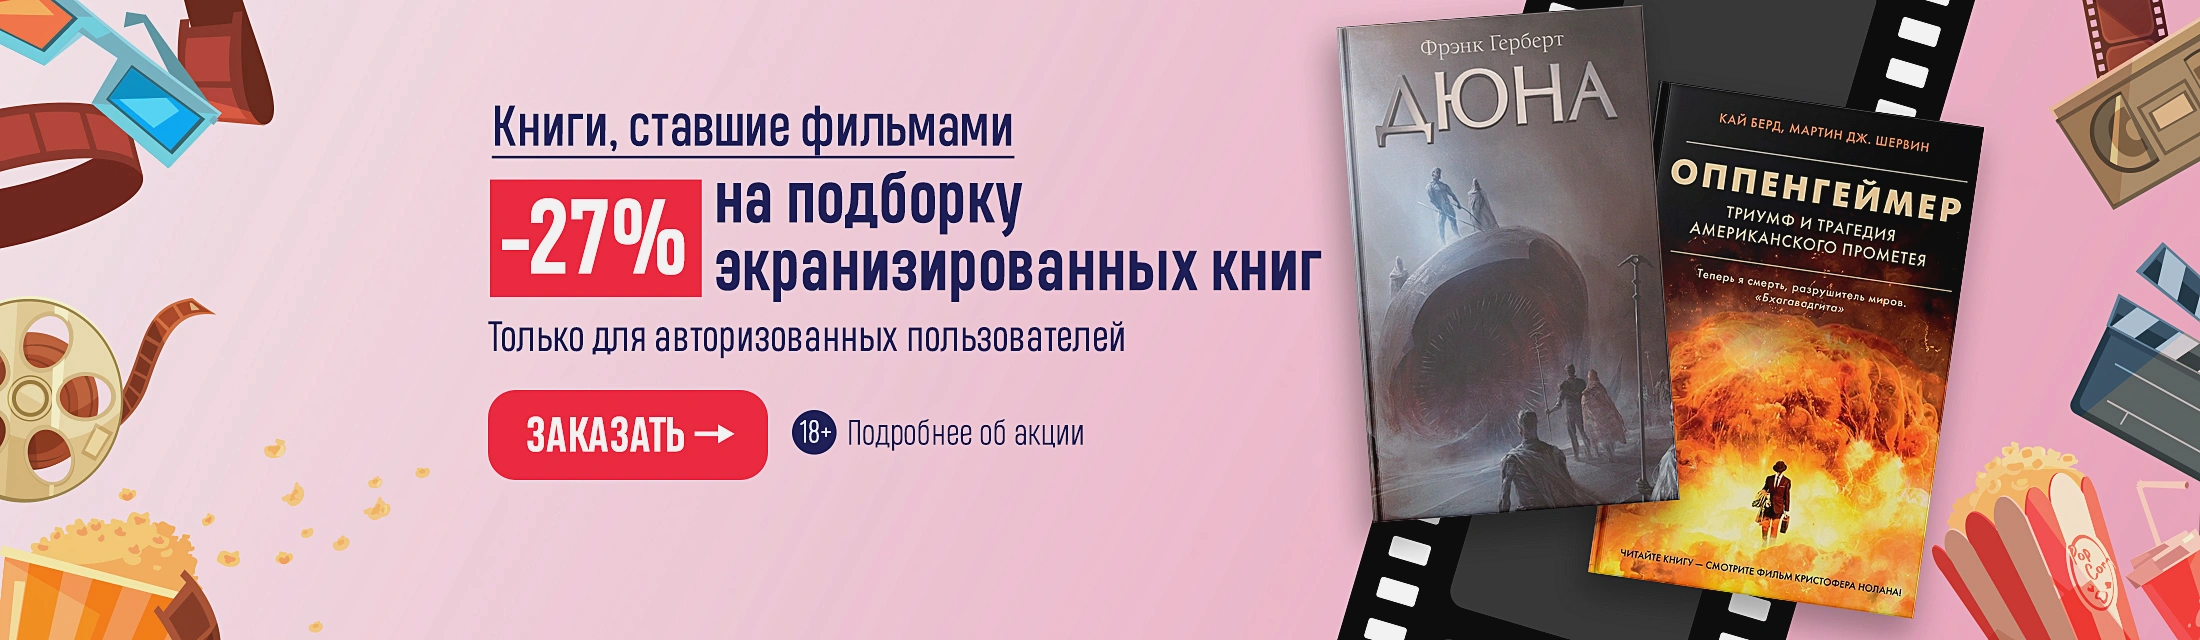 Книги, ставшие фильмами
-27%
на подборку
экранизированных книг
Только для авторизованных пользователей
ЗАКАЗАТЬ →
18+ Подробнее об акции
Фрэнк Герберт
ДЮНА
КАЙ БЕРД, МАРТИН ДЖ. ШЕРВИН
ОППЕНГЕЙМЕР
ТРИУМФ И ТРАГЕДИЯ
АМЕРИКАНСКОГО ПРОМЕТЕЯ
Теперь я смерть, разрушитель миров.
«Бхагавадгита»
ЧИТАЙТЕ КНИГУ — СМОТРИТЕ ФИЛЬМ КРИСТОФЕРА НОЛАНА!
Pop
Corn